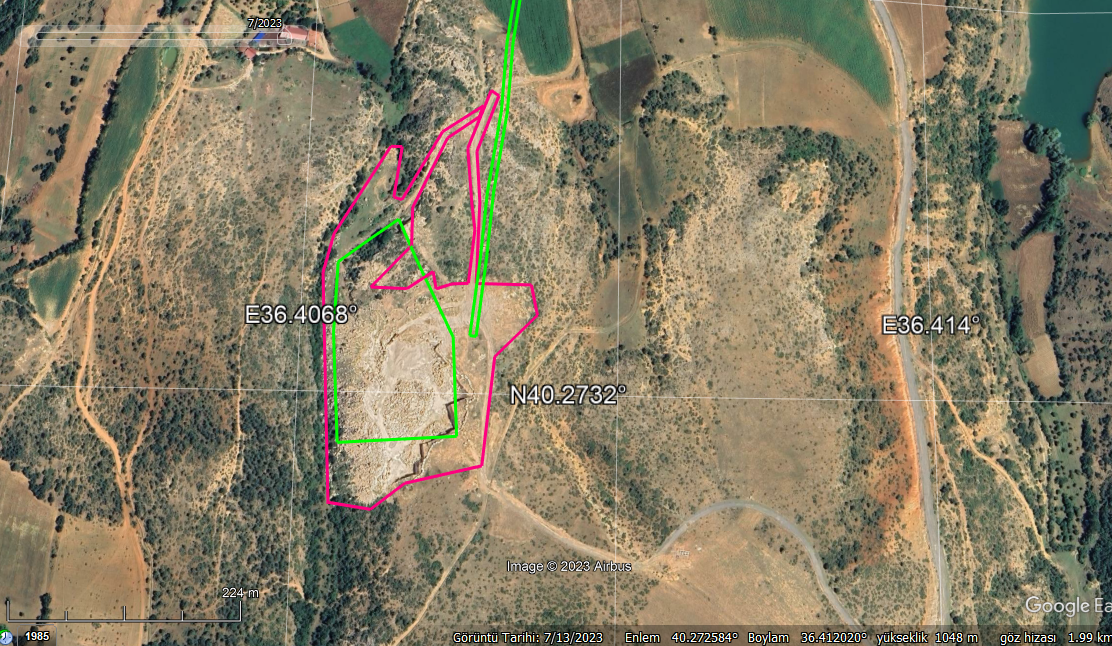 7/2023
E36.4068°
E36.414°
N40.2732°
Image © 2023 Airbus
224 m
Google Ea
1985
Görüntü Tarihi: 7/13/2023 Enlem 40.272584° Boylam 36.412020° yükseklik 1048 m göz hizası 1.99 km